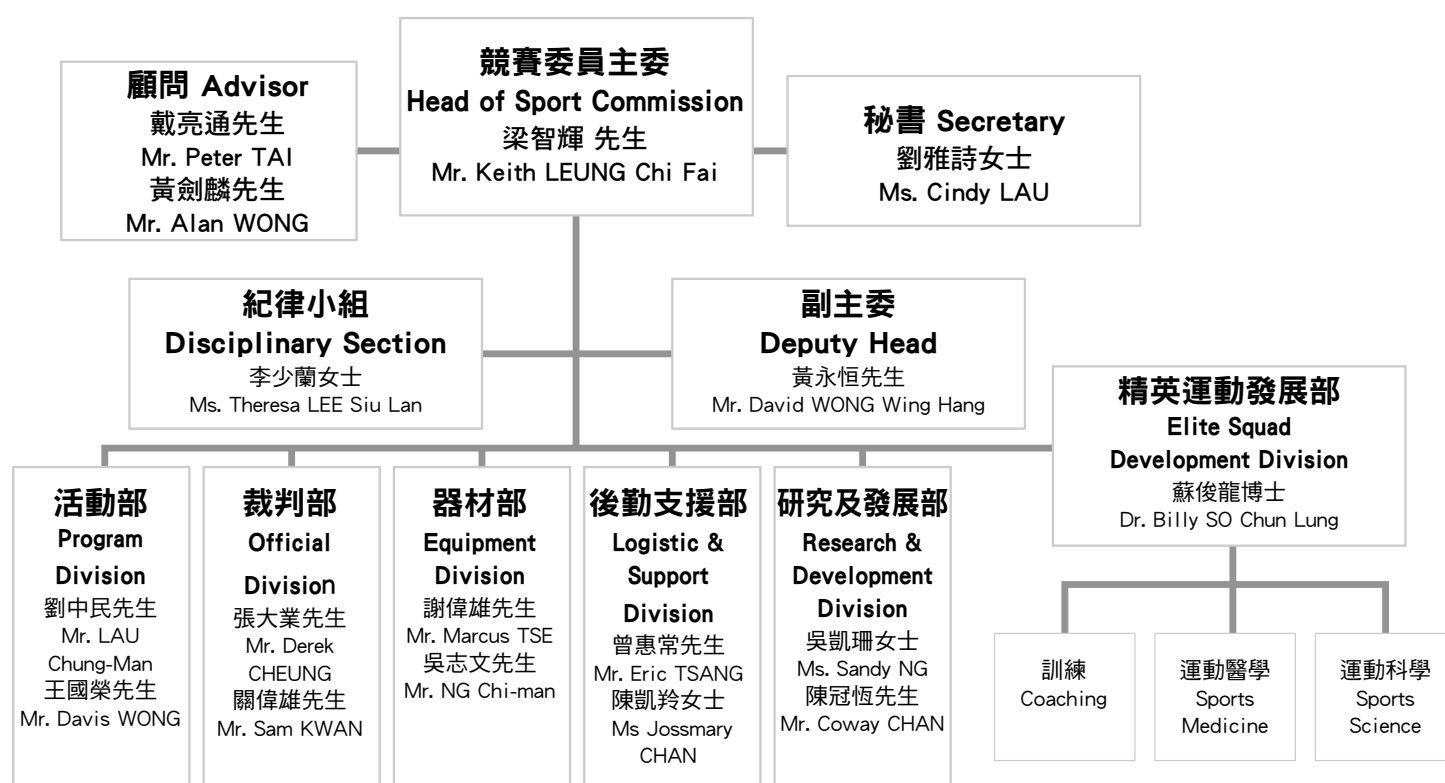 競賽委員主委
Head of Sport Commission
梁智輝 先生
Mr. Keith LEUNG Chi Fai
顧問 Advisor
戴亮通先生
Mr. Peter TAI
黃劍麟先生
Mr. Alan WONG
秘書 Secretary
劉雅詩女士
Ms. Cindy LAU
紀律小組
Disciplinary Section
李少蘭女士
Ms. Theresa LEE Siu Lan
副主委
Deputy Head
黃永恒先生
Mr. David WONG Wing Hang
活動部
Program
Division
劉中民先生
Mr. LAU
Chung-Man
王國榮先生
Mr. Davis WONG
裁判部
Official
Division
張大業先生
Mr. Derek
CHEUNG
關偉雄先生
Mr. Sam KWAN
器材部
Equipment
Division
謝偉雄先生
Mr. Marcus TSE
吳志文先生
Mr. NG Chi-man
後勤支援部
Logistic &
Support
Division
曾惠常先生
Mr. Eric TSANG
陳凱羚女士
Ms Jossmary
CHAN
研究及發展部
Research &
Development
Division
吳凱珊女士
Ms. Sandy NG
陳冠恆先生
Mr. Coway CHAN
精英運動發展部
Elite Squad
Development Division
蘇俊龍博士
Dr. Billy SO Chun Lung
訓練
Coaching
運動醫學
Sports
Medicine
運動科學
Sports
Science